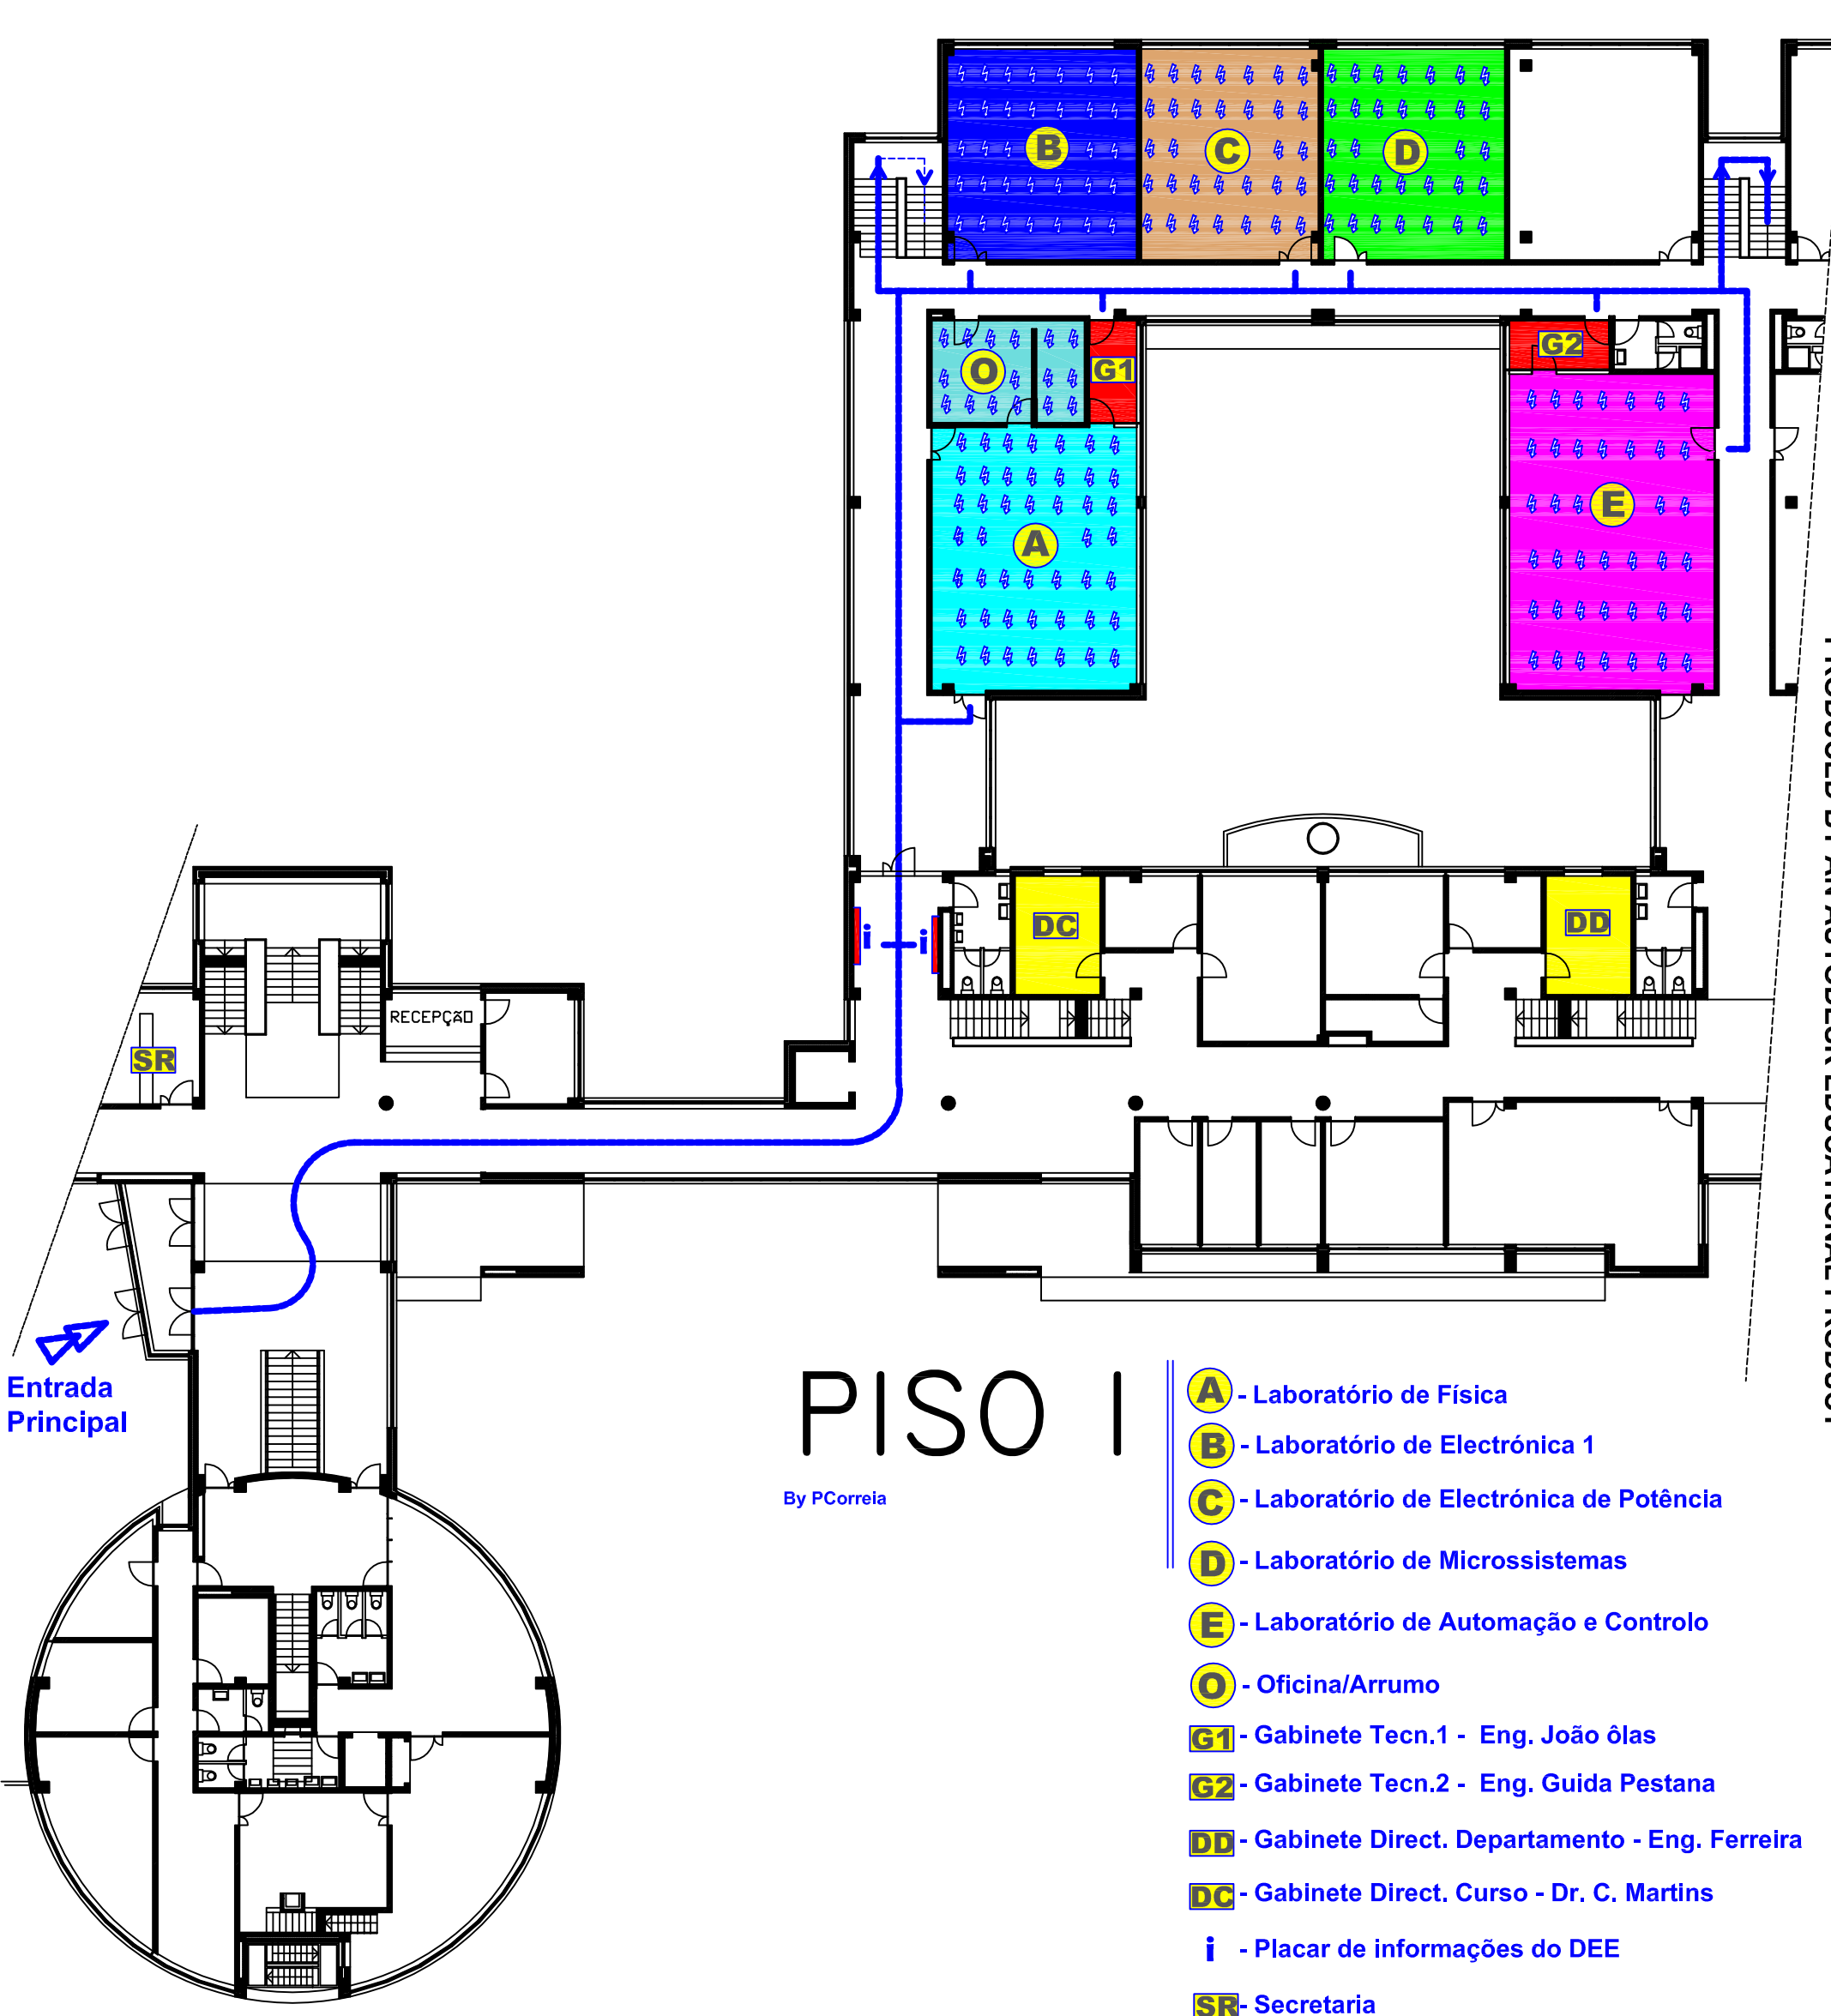 B
C
D
O
G1
G2
A
E
DC
DD
i
i
RECEPÇÃO
SR
Entrada
Principal
PISO 1
By PCorreia
A - Laboratório de Física
B - Laboratório de Electrónica 1
C - Laboratório de Electrónica de Potência
D - Laboratório de Microssistemas
E - Laboratório de Automação e Controlo
O - Oficina/Arrumo
G1 - Gabinete Tecn.1 - Eng. João ôlas
G2 - Gabinete Tecn.2 - Eng. Guida Pestana
DD - Gabinete Direct. Departamento - Eng. Ferreira
DC - Gabinete Direct. Curso - Dr. C. Martins
i - Placar de informações do DEE
SR - Secretaria